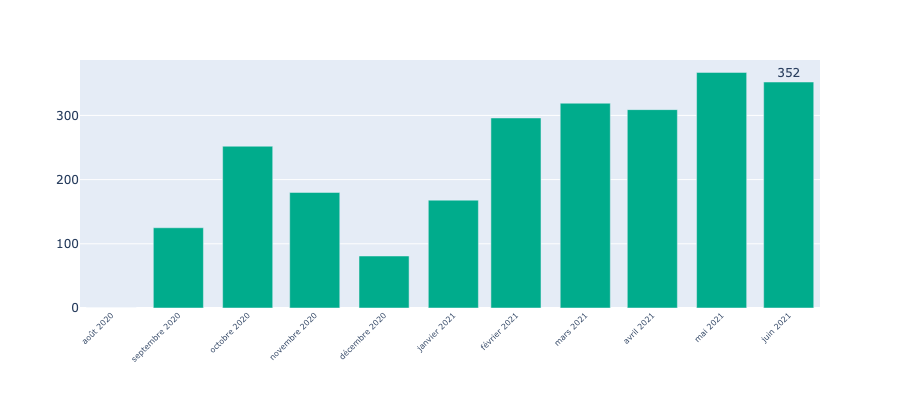 352
300
200
100
0
août 2020
septembre 2020
octobre 2020
novembre 2020
décembre 2020
janvier 2021
février 2021
mars 2021
avril 2021
mai 2021
juin 2021